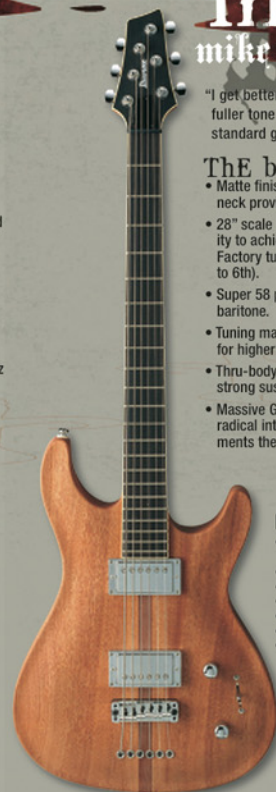 mike
"I get bette
fuller tone
standard g
ThE b
• Matte finis
neck prov
• 28" scale
ity to achi
Factory tu
to 6th).
• Super 58 p
baritone.
• Tuning ma
for higher
• Thru-body
strong sus
• Massive G
radical int
ments the
Ibanez